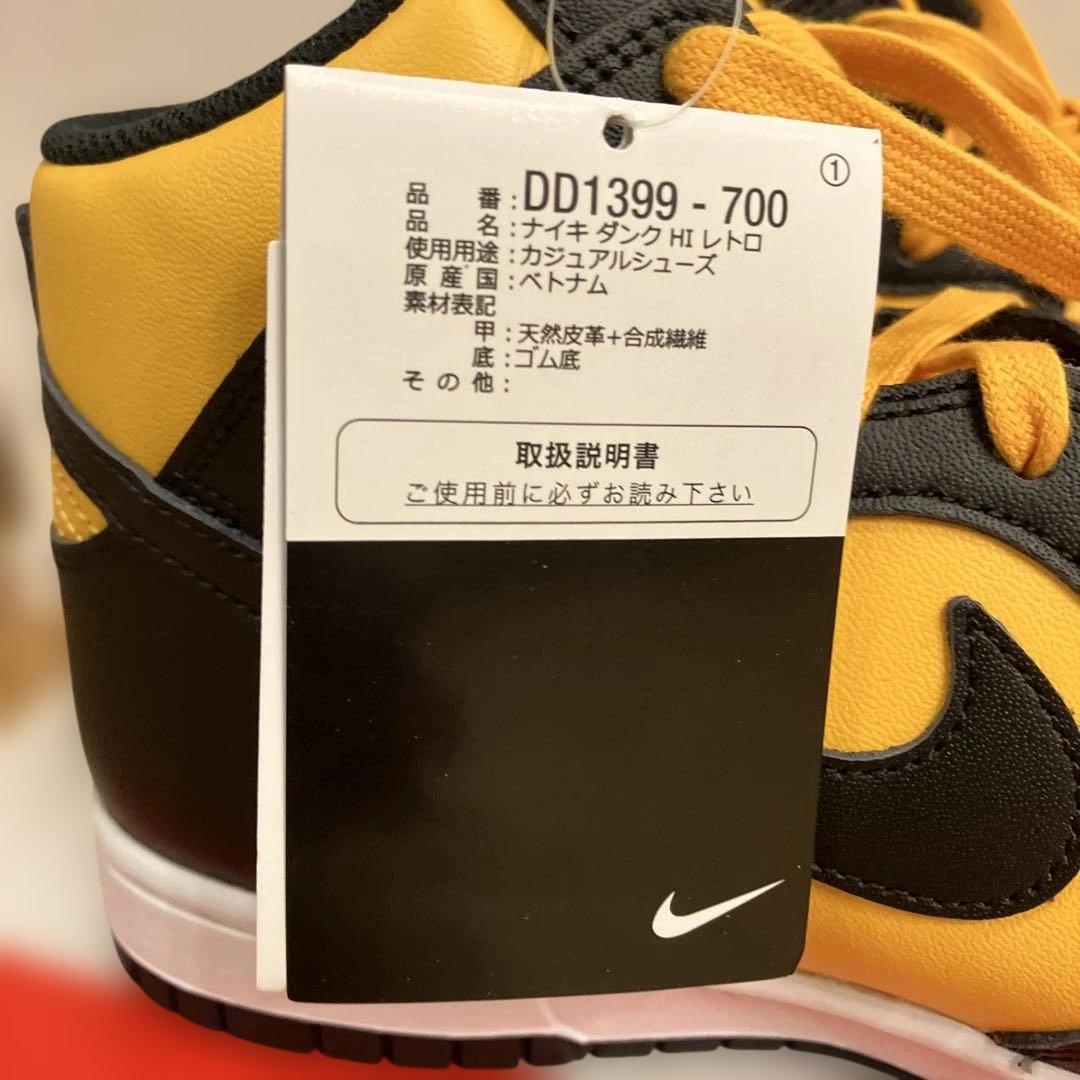 ①
品番:DD1399-700
品名:ナイキ ダンク HI レトロ
使用用途:カジュアルシューズ
原産国:ベトナム
素材表記
甲:天然皮革+合成繊維
底:ゴム底
その他:
取扱説明書
ご使用前に必ずお読み下さい